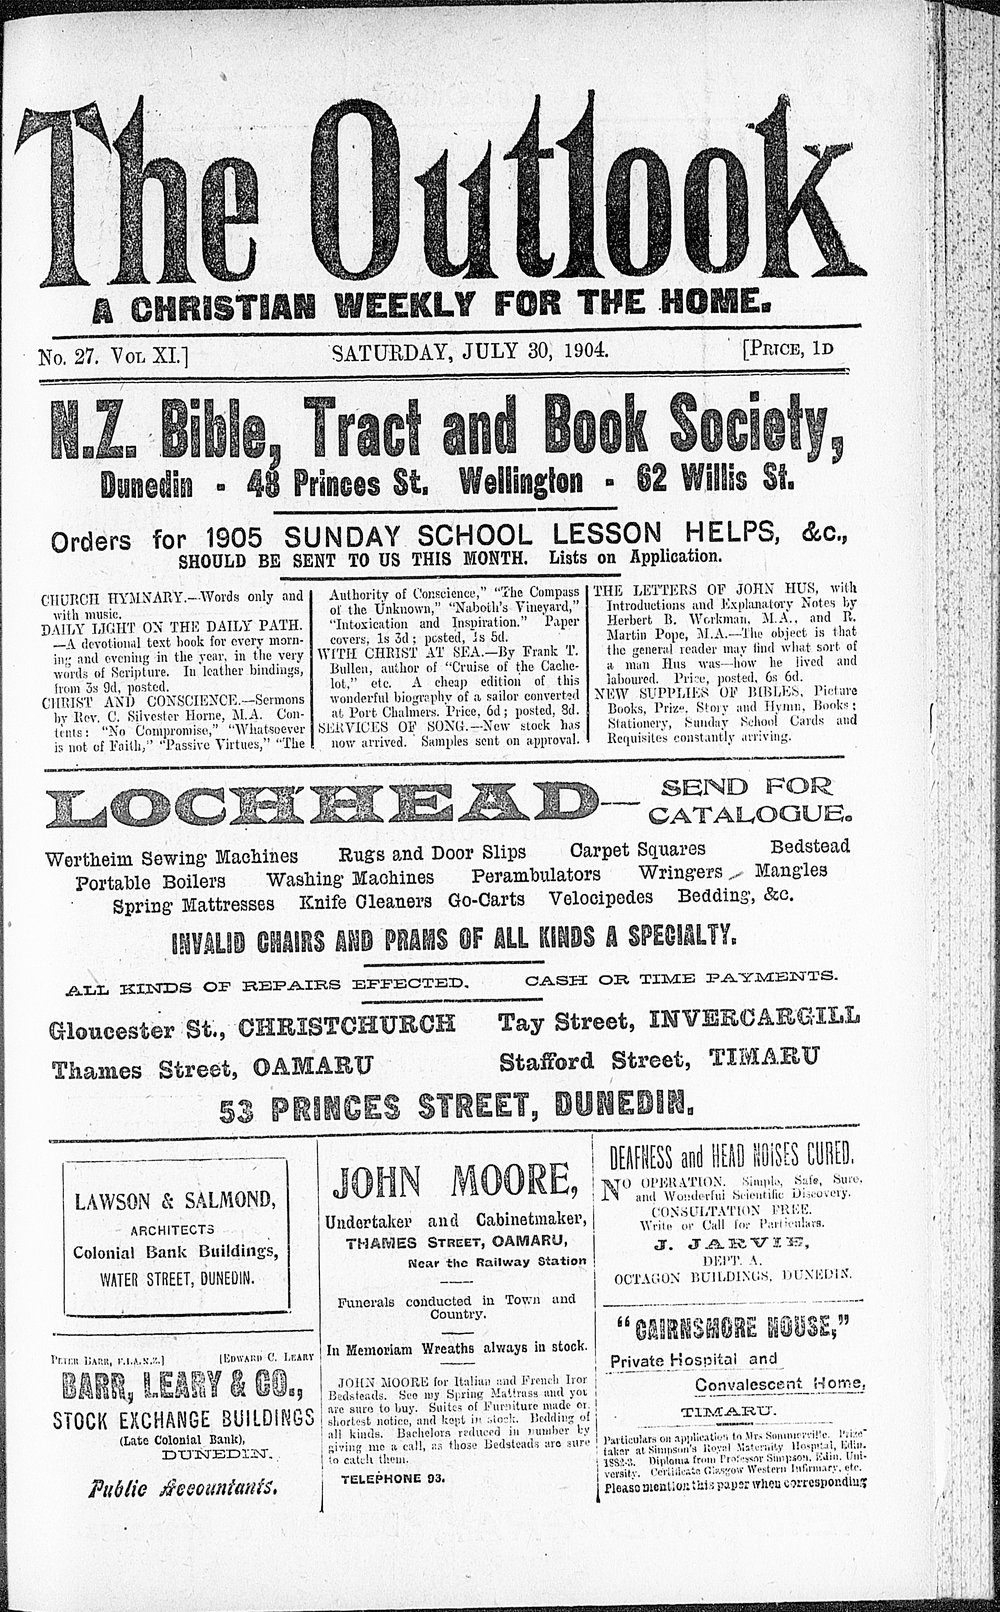 The Outlook
A CHRISTIAN WEEKLY FOR THE HOME.
No. 27. Vol XI.]
SATURDAY, JULY 30, 1904.
[Price, 1d
N.Z. Bible, Tract and Book Society,
Dunedin - 48 Princes St. Wellington - 62 Willis St.
Orders for 1905 SUNDAY SCHOOL LESSON HELPS, &c.,
SHOULD BE SENT TO US THIS MONTH. Lists on Application.
CHURCH HYMNARY.—Words only and
with music.
DAILY LIGHT ON THE DAILY PATH.
—A devotional text book for every morn-
ing and evening in the year, in the very
words of Scripture. In leather bindings,
from 3s 9d, posted.
CHRIST AND CONSCIENCE.—Sermons
by Rev. C. Silvester Horne, M.A. Con-
tents: "No Compromise," "Whatsoever
is not of Faith," "Passive Virtues," "The
Authority of Conscience," "The Compass
of the Unknown," "Naboth's Vineyard,"
"Intoxication and Inspiration." Paper
covers, 1s 3d; posted, 1s 5d.
WITH CHRIST AT SEA.—By Frank T.
Bullen, author of "Cruise of the Cache-
lot," etc. A cheap edition of this
wonderful biography of a sailor converted
at Port Chalmers. Price, 6d; posted, 8d.
SERVICES OF SONG.—New stock has
now arrived. Samples sent on approval.
THE LETTERS OF JOHN HUS, with
Introductions and Explanatory Notes by
Herbert B. Workman, M.A., and R.
Martin Pope, M.A.—The object is that
the general reader may find what sort of
a man Hus was—how he lived and
laboured. Price, posted, 6s 6d.
NEW SUPPLIES OF BIBLES, Picture
Books, Prize, Story and Hymn, Books;
Stationery, Sunday School Cards and
Requisites constantly arriving.
LOCHHEAD—
SEND FOR
CATALOGUE.
Wertheim Sewing Machines Rugs and Door Slips Carpet Squares Bedstead
Portable Boilers Washing Machines Perambulators Wringers Mangles
Spring Mattresses Knife Cleaners Go-Carts Velocipedes Bedding, &c.
INVALID CHAIRS AND PRAMS OF ALL KINDS A SPECIALTY.
ALL KINDS OF REPAIRS EFFECTED. CASH OR TIME PAYMENTS.
Gloucester St., CHRISTCHURCH Tay Street, INVERCARGILL
Thames Street, OAMARU Stafford Street, TIMARU
53 PRINCES STREET, DUNEDIN.
LAWSON & SALMOND,
ARCHITECTS
Colonial Bank Buildings,
WATER STREET, DUNEDIN.
Peter Barr, F.I.A.N.Z.] [Edward C. Leary
BARR, LEARY & CO.,
STOCK EXCHANGE BUILDINGS
(Late Colonial Bank),
DUNEDIN.
Public Accountants.
JOHN MOORE,
Undertaker and Cabinetmaker,
THAMES STREET, OAMARU,
Near the Railway Station
Funerals conducted in Town and
Country.
In Memoriam Wreaths always in stock.
JOHN MOORE for Italian and French Iror
Bedsteads. See my Spring Mattrass and yot
are sure to buy. Suites of Furniture made or
shortest notice, and kept in stock. Bedding of
all kinds. Bachelors reduced in number by
giving me a call, as those Bedsteads are sure
to catch them.
TELEPHONE 93.
DEAFNESS and HEAD NOISES CURED.
NO OPERATION. Simple, Safe, Sure,
and Wonderful Scientific Discovery.
CONSULTATION FREE.
Write or Call for Particulars.
J. JARVIE,
DEPT. A.
OCTAGON BUILDINGS, DUNEDIN.
"CAIRNSMORE HOUSE,"
Private Hospital and
Convalescent Home,
TIMARU.
Particulars on application to Mrs Sommerville. Prize
taker at Simpson's Royal Maternity Hospital, Edin.
1882-3. Diploma from Professor Simpson, Edin. Uni-
versity. Certificate Glasgow Western Infirmary, etc.
Please mention this paper when corresponding